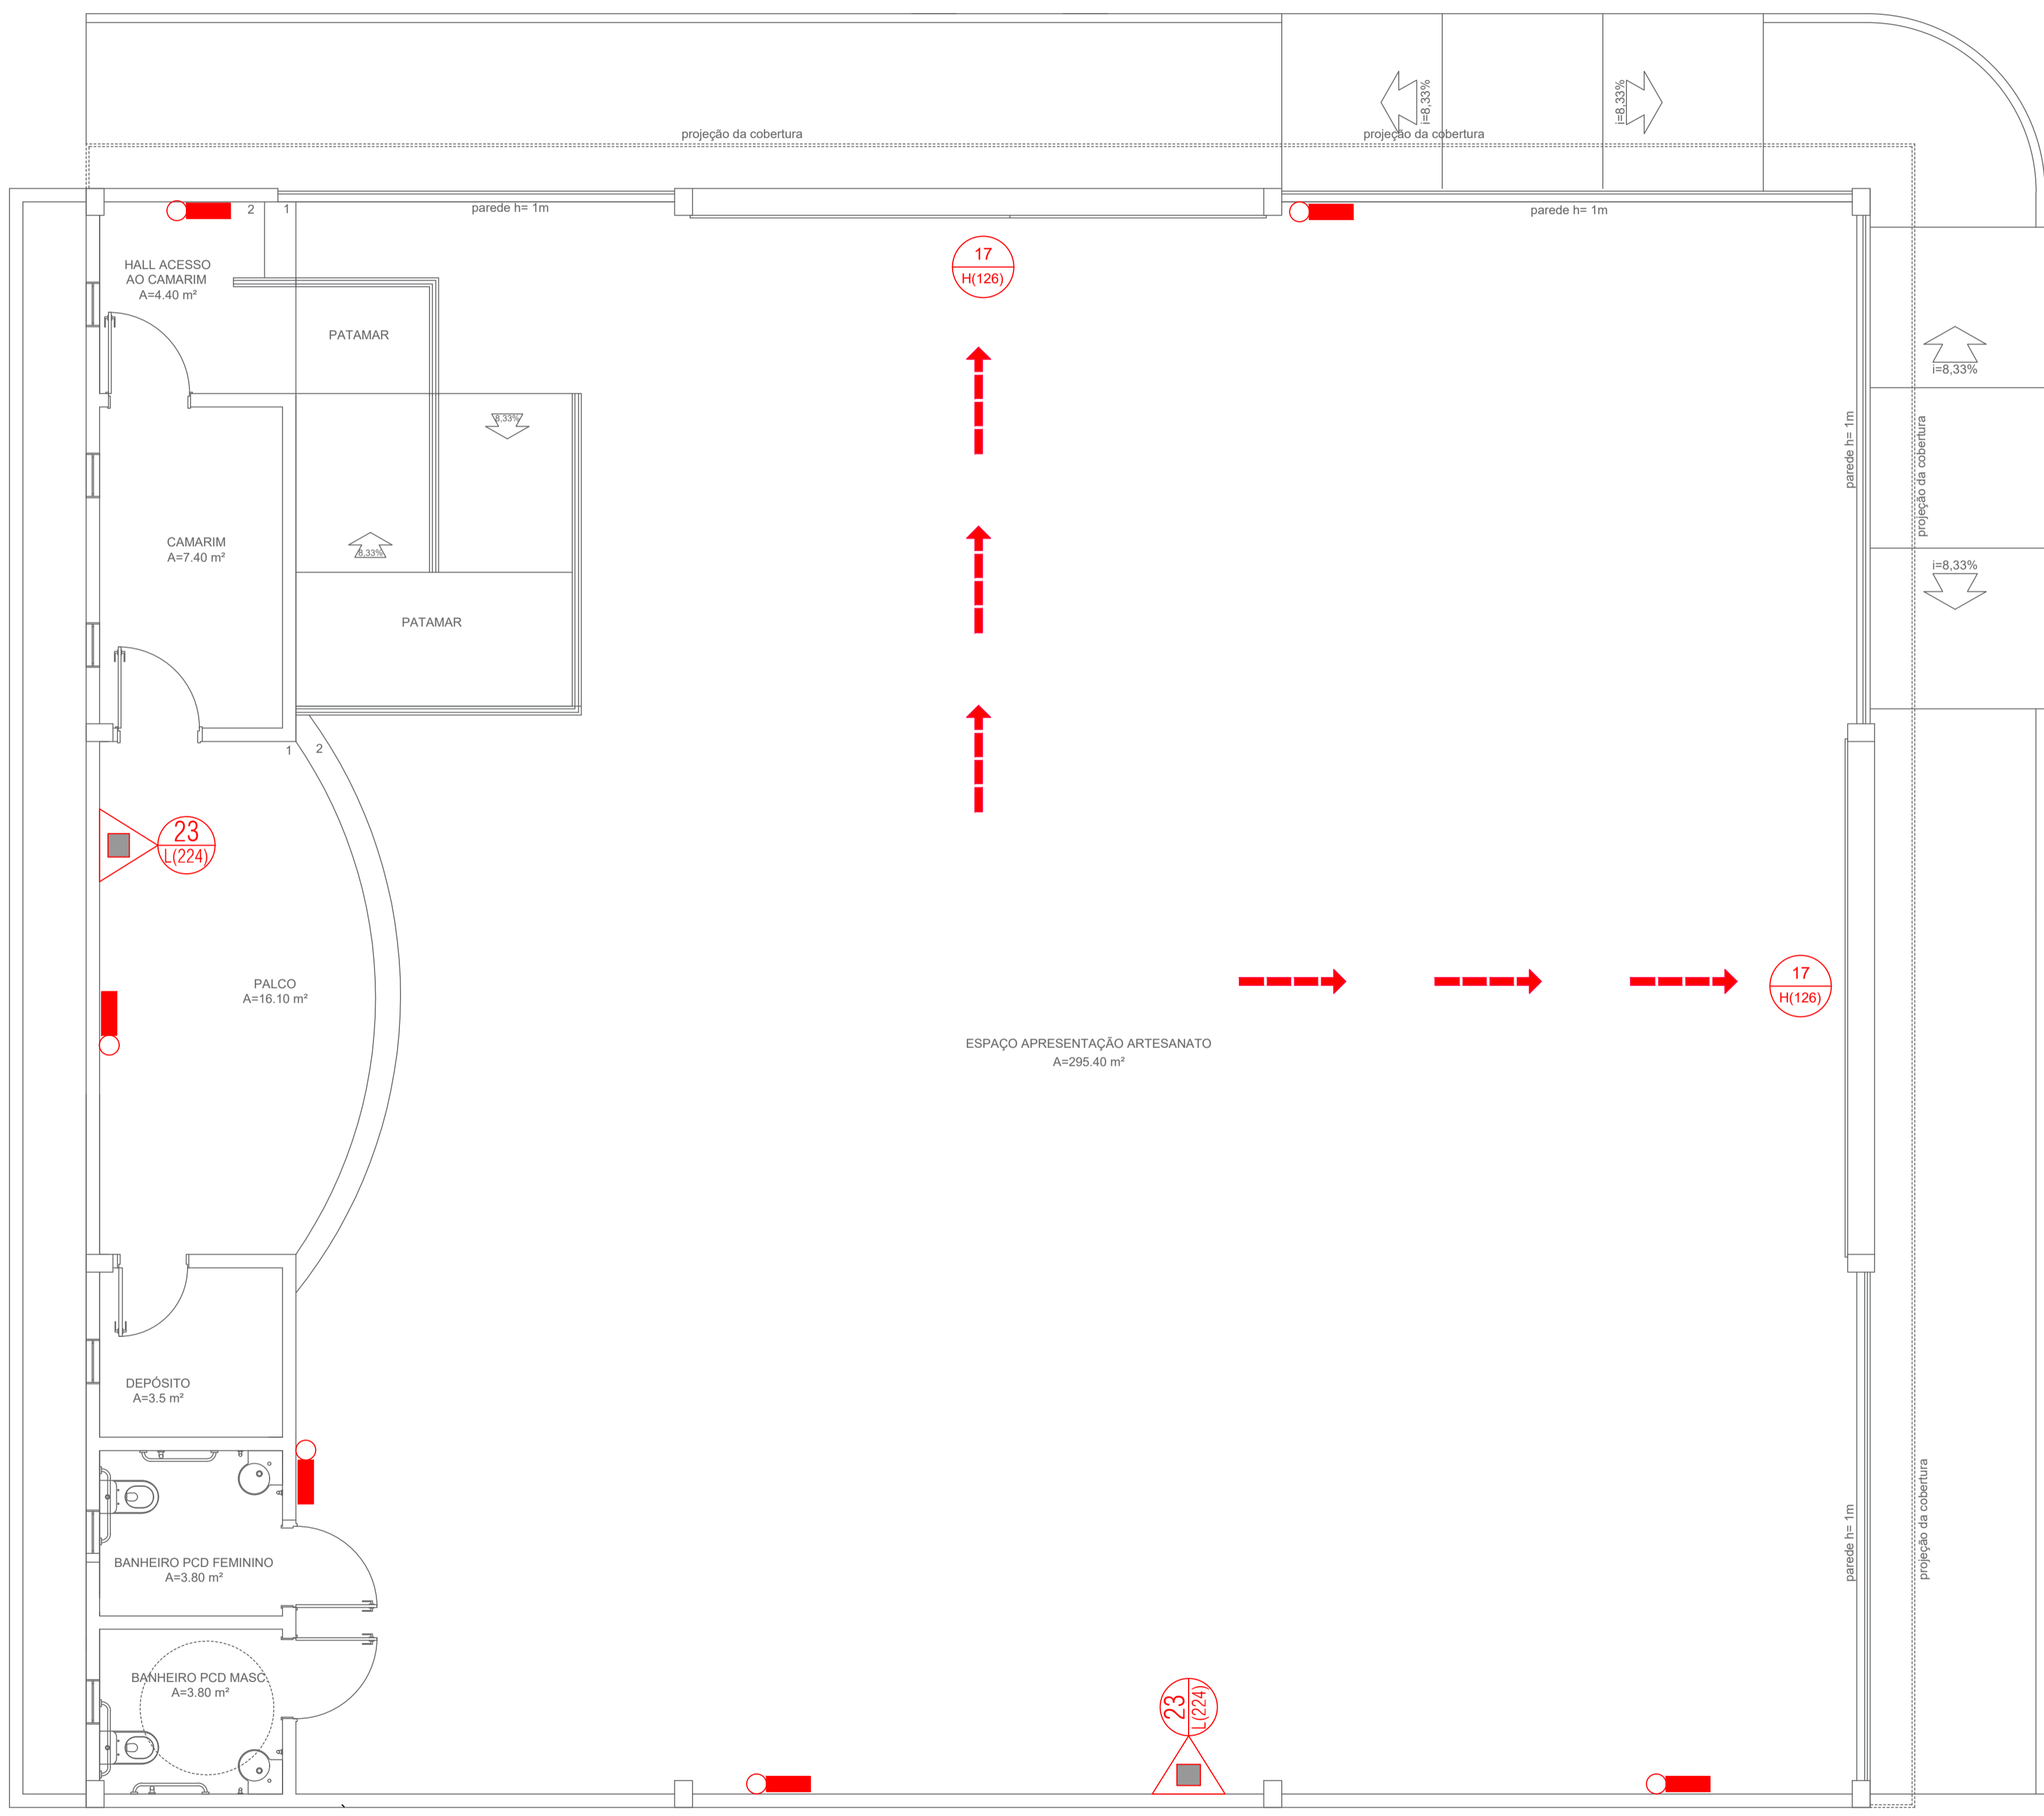 i=8,33%
i=8,33%
projeção da cobertura
projeção da cobertura
2
1
parede h= 1m
parede h= 1m
HALL ACESSO
AO CAMARIM
A=4.40 m²
17
H(126)
PATAMAR
i=8,33%
8,33%
parede h= 1m
projeção da cobertura
CAMARIM
A=7.40 m²
8,33%
i=8,33%
PATAMAR
1
2
23
L(224)
PALCO
A=16.10 m²
17
H(126)
ESPAÇO APRESENTAÇÃO ARTESANATO
A=295.40 m²
DEPÓSITO
A=3.5 m²
parede h= 1m
projeção da cobertura
BANHEIRO PCD FEMININO
A=3.80 m²
BANHEIRO PCD MASC.
A=3.80 m²
23
L(224)